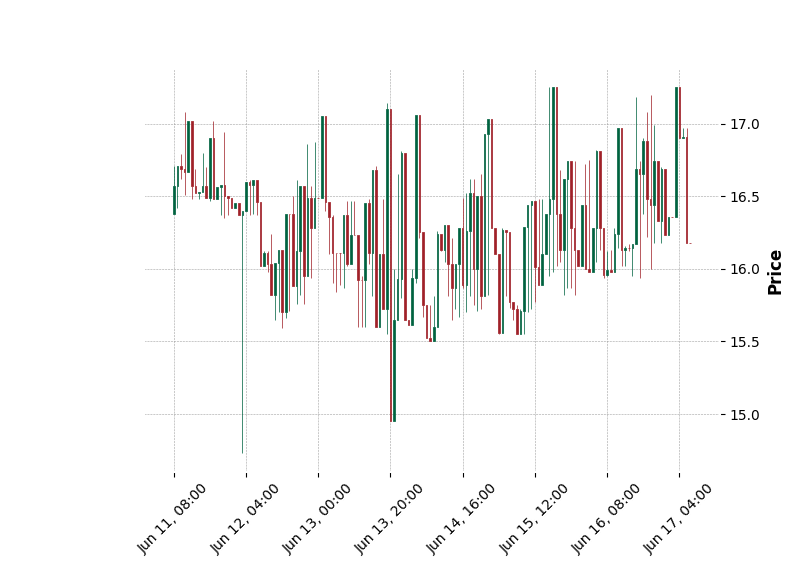 17.0
16.5
16.0
15.5
15.0
Price
Jun 11, 08:00
Jun 12, 04:00
Jun 13, 00:00
Jun 13, 20:00
Jun 14, 16:00
Jun 15, 12:00
Jun 16, 08:00
Jun 17, 04:00